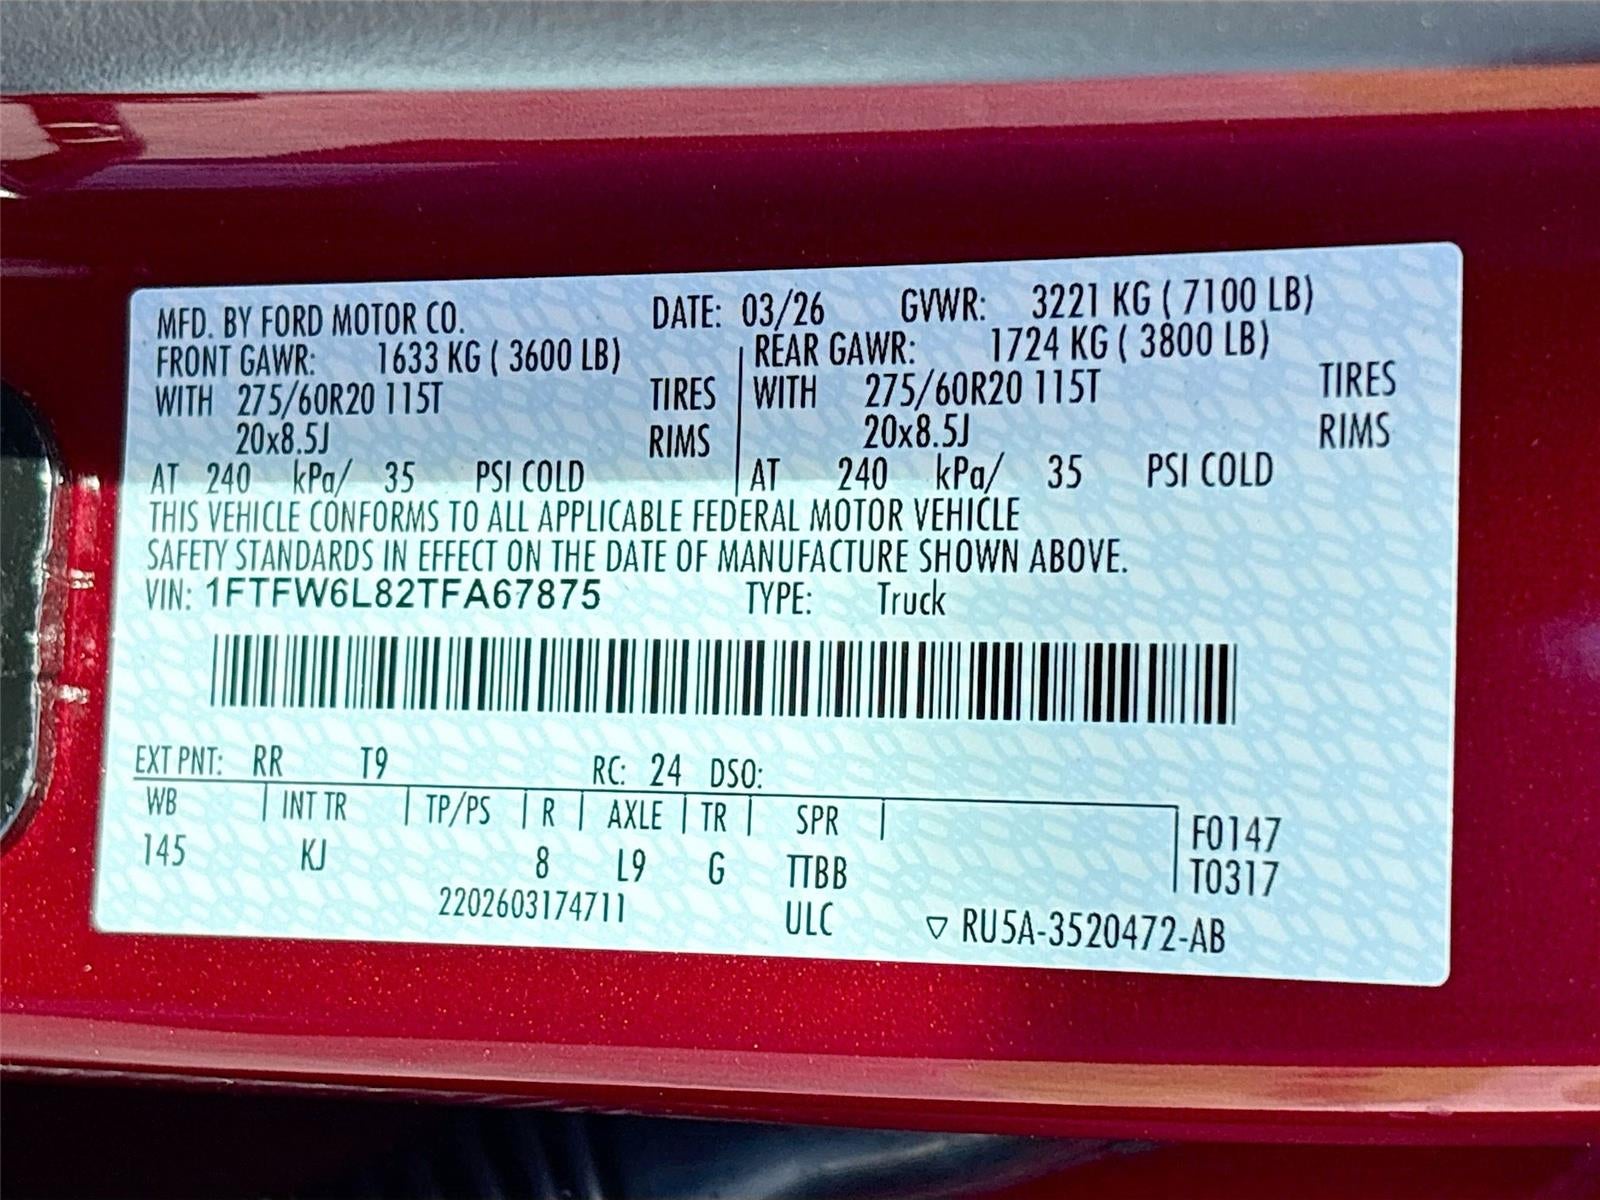 MFD. BY FORD MOTOR CO. DATE: 03/26 GVWR: 3221 KG ( 7100 LB)
FRONT GAWR: 1633 KG ( 3600 LB) REAR GAWR: 1724 KG ( 3800 LB)
WITH 275/60R20 115T TIRES WITH 275/60R20 115T TIRES
20x8.5J RIMS 20x8.5J RIMS
AT 240 kPa/ 35 PSI COLD AT 240 kPa/ 35 PSI COLD
THIS VEHICLE CONFORMS TO ALL APPLICABLE FEDERAL MOTOR VEHICLE
SAFETY STANDARDS IN EFFECT ON THE DATE OF MANUFACTURE SHOWN ABOVE.
VIN: 1FTFW6L82TFA67875 TYPE: Truck
EXT PNT: RR T9 RC: 24 DSO:
WB INT TR TP/PS R AXLE TR SPR F0147
145 KJ 8 L9 G TTBB T0317
2202603174711 ULC ▽ RU5A-3520472-AB